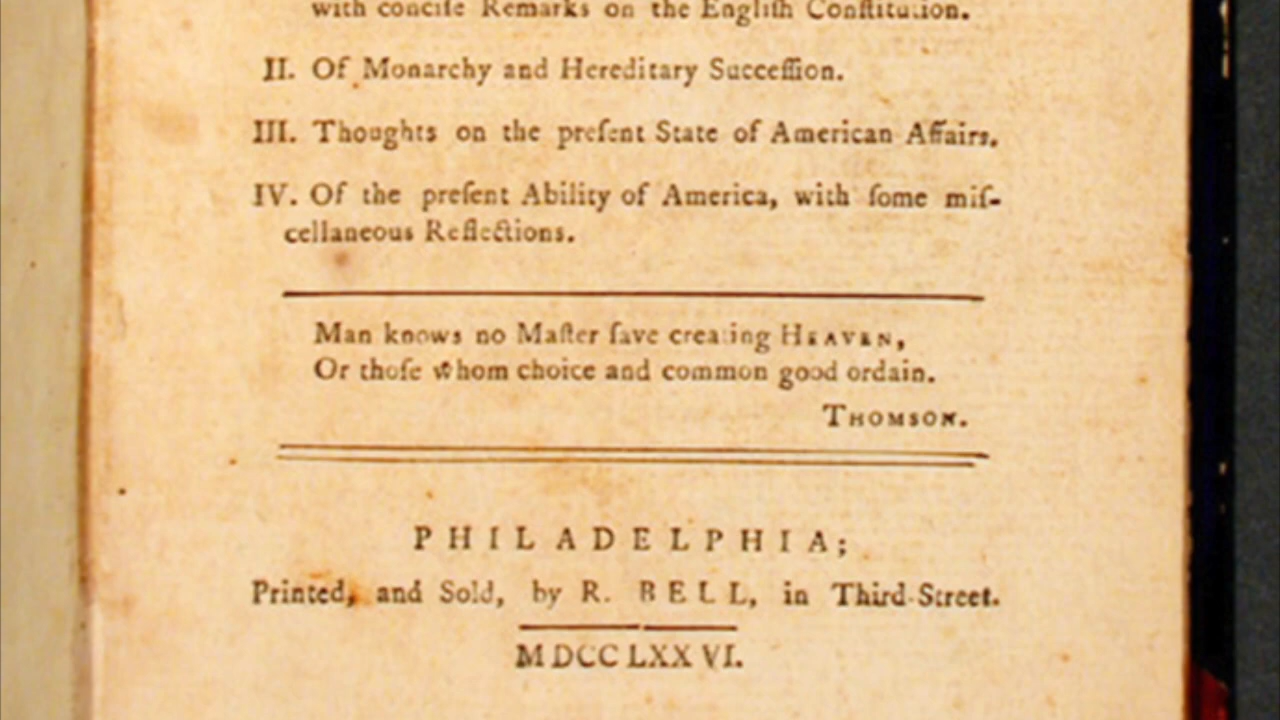 with conciſe Remarks on the Engliſh Conſtitution.
II. Of Monarchy and Hereditary Succeſſion.
III. Thoughts on the preſent State of American Affairs.
IV. Of the preſent Ability of America, with ſome miſ-
cellaneous Reflections.
Man knows no Maſter ſave creating HEAVEN,
Or thoſe whom choice and common good ordain.
THOMSON.
PHILADELPHIA;
Printed, and Sold, by R. BELL, in Third-Street.
MDCCLXXVI.